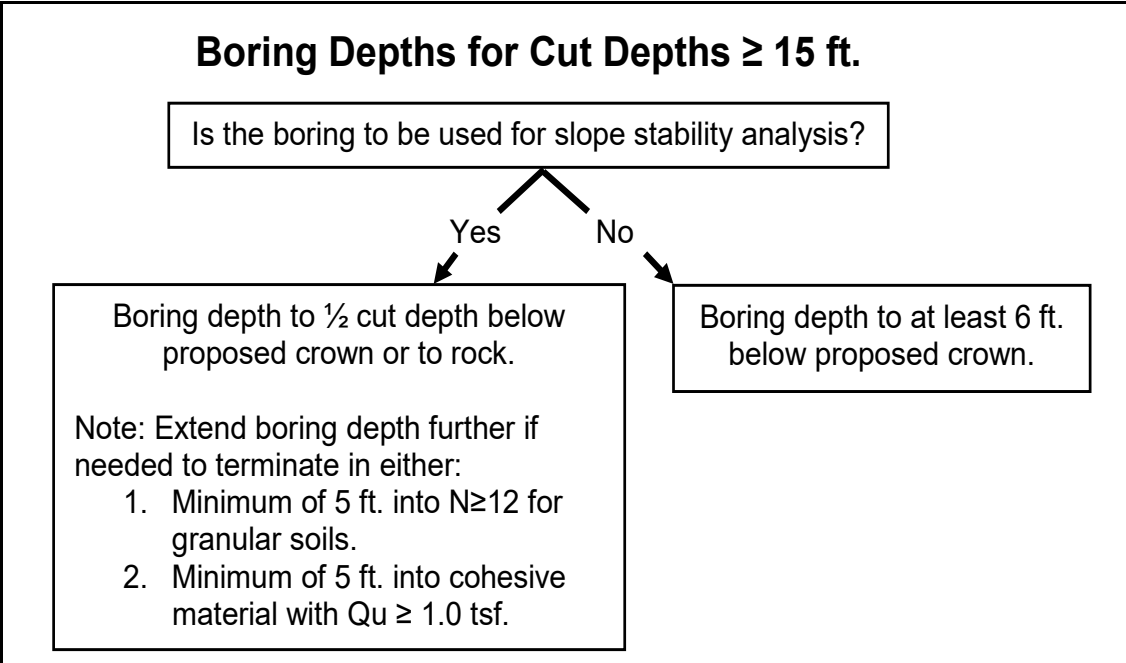 Boring Depths for Cut Depths ≥ 15 ft.
Is the boring to be used for slope stability analysis?
Yes
No
Boring depth to ½ cut depth below
proposed crown or to rock.
Note: Extend boring depth further if
needed to terminate in either:
1. Minimum of 5 ft. into N≥12 for
granular soils.
2. Minimum of 5 ft. into cohesive
material with Qu ≥ 1.0 tsf.
Boring depth to at least 6 ft.
below proposed crown.